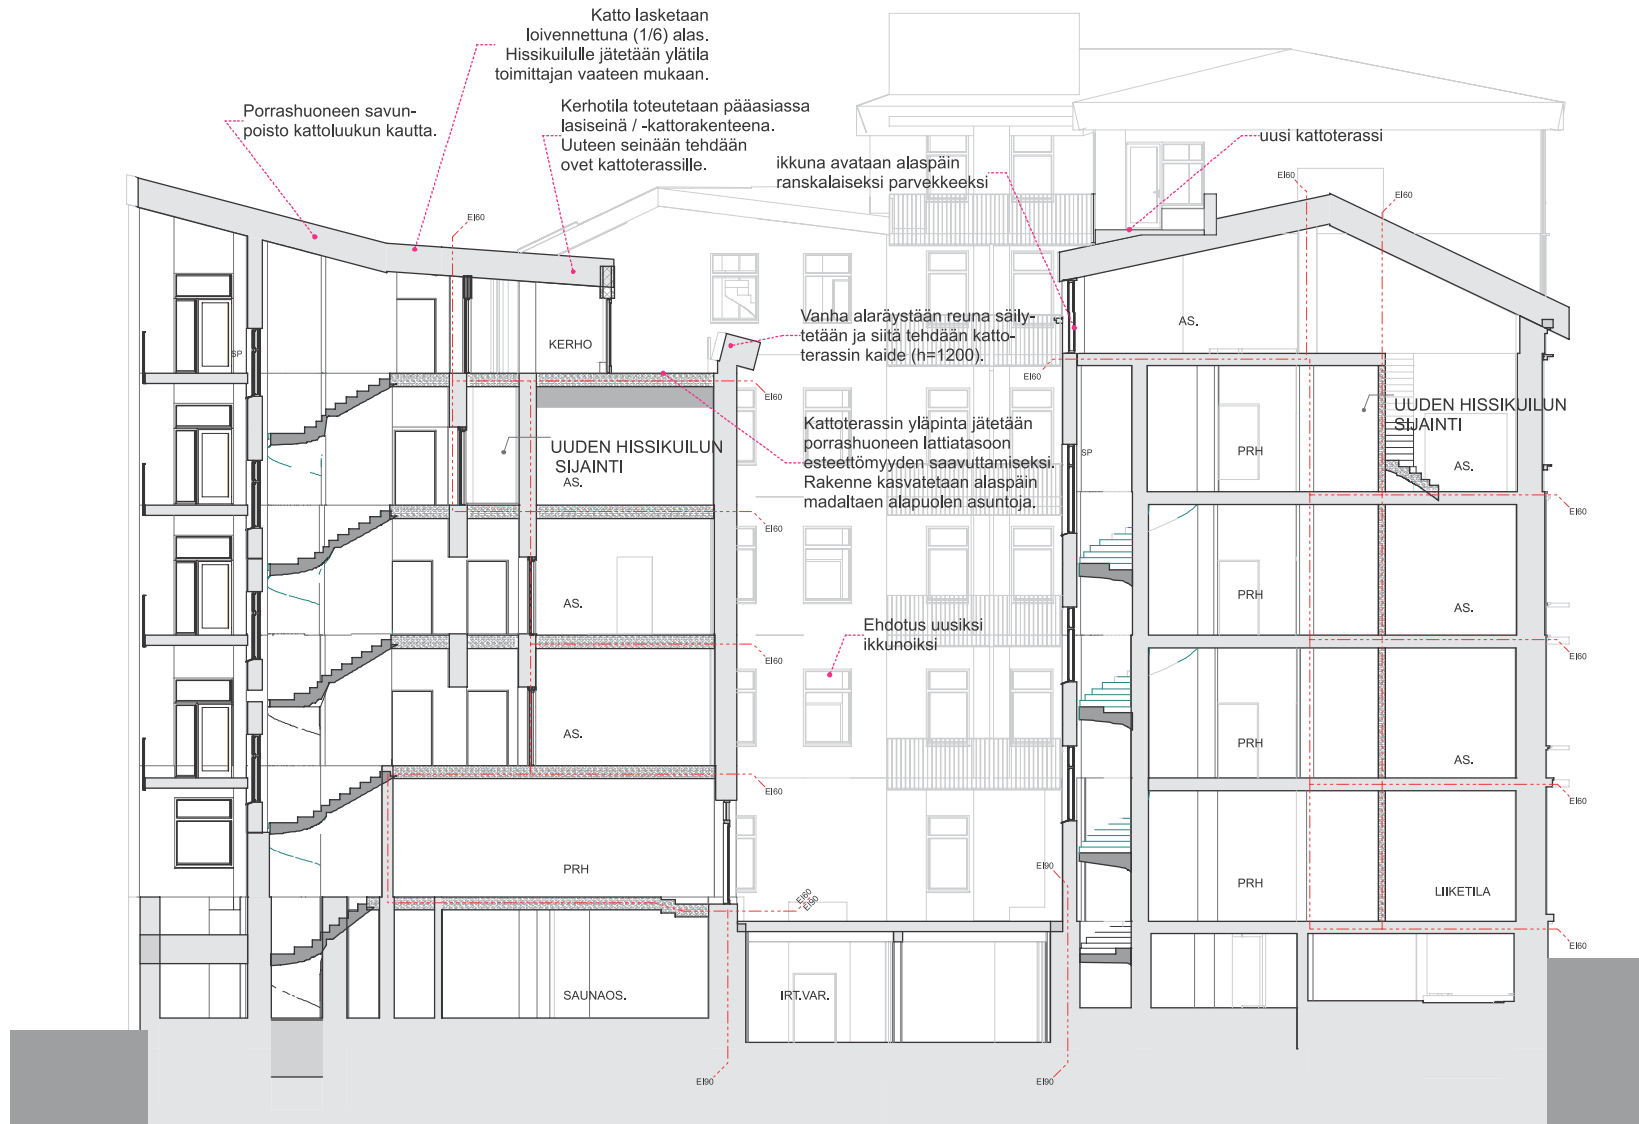 Katto lasketaan
loivennettuna (1/6) alas.
Hissikuilulle jätetään ylätila
toimittajan vaateen mukaan.
Porrashuoneen savun-
poisto kattoluukun kautta.
Kerhotila toteutetaan pääasiassa
lasiseinä / -kattorakenteena.
Uuteen seinään tehdään
ovet kattoterassille.
ikkuna avataan alaspäin
ranskalaiseksi parvekkeeksi
uusi kattoterassi
EI60
EI60
EI60
Vanha alaräystään reuna säily-
tetään ja siitä tehdään katto-
terassin kaide (h=1200).
AS.
KERHO
SP
EI60
EI60
Kattoterassin yläpinta jätetään
porrashuoneen lattiatasoon
esteettömyyden saavuttamiseksi.
Rakenne kasvatetaan alaspäin
madaltaen alapuolen asuntoja.
UUDEN HISSIKUILUN
SIJAINTI
AS.
UUDEN HISSIKUILUN
SIJAINTI
SP
PRH
AS.
EI60
EI60
AS.
PRH
AS.
Ehdotus uusiksi
ikkunoiksi
EI60
EI60
AS.
PRH
AS.
EI60
EI60
PRH
EI90
PRH
LIIKETILA
EI60
EI90
EI60
SAUNAOS.
IRT.VAR.
EI90
EI90